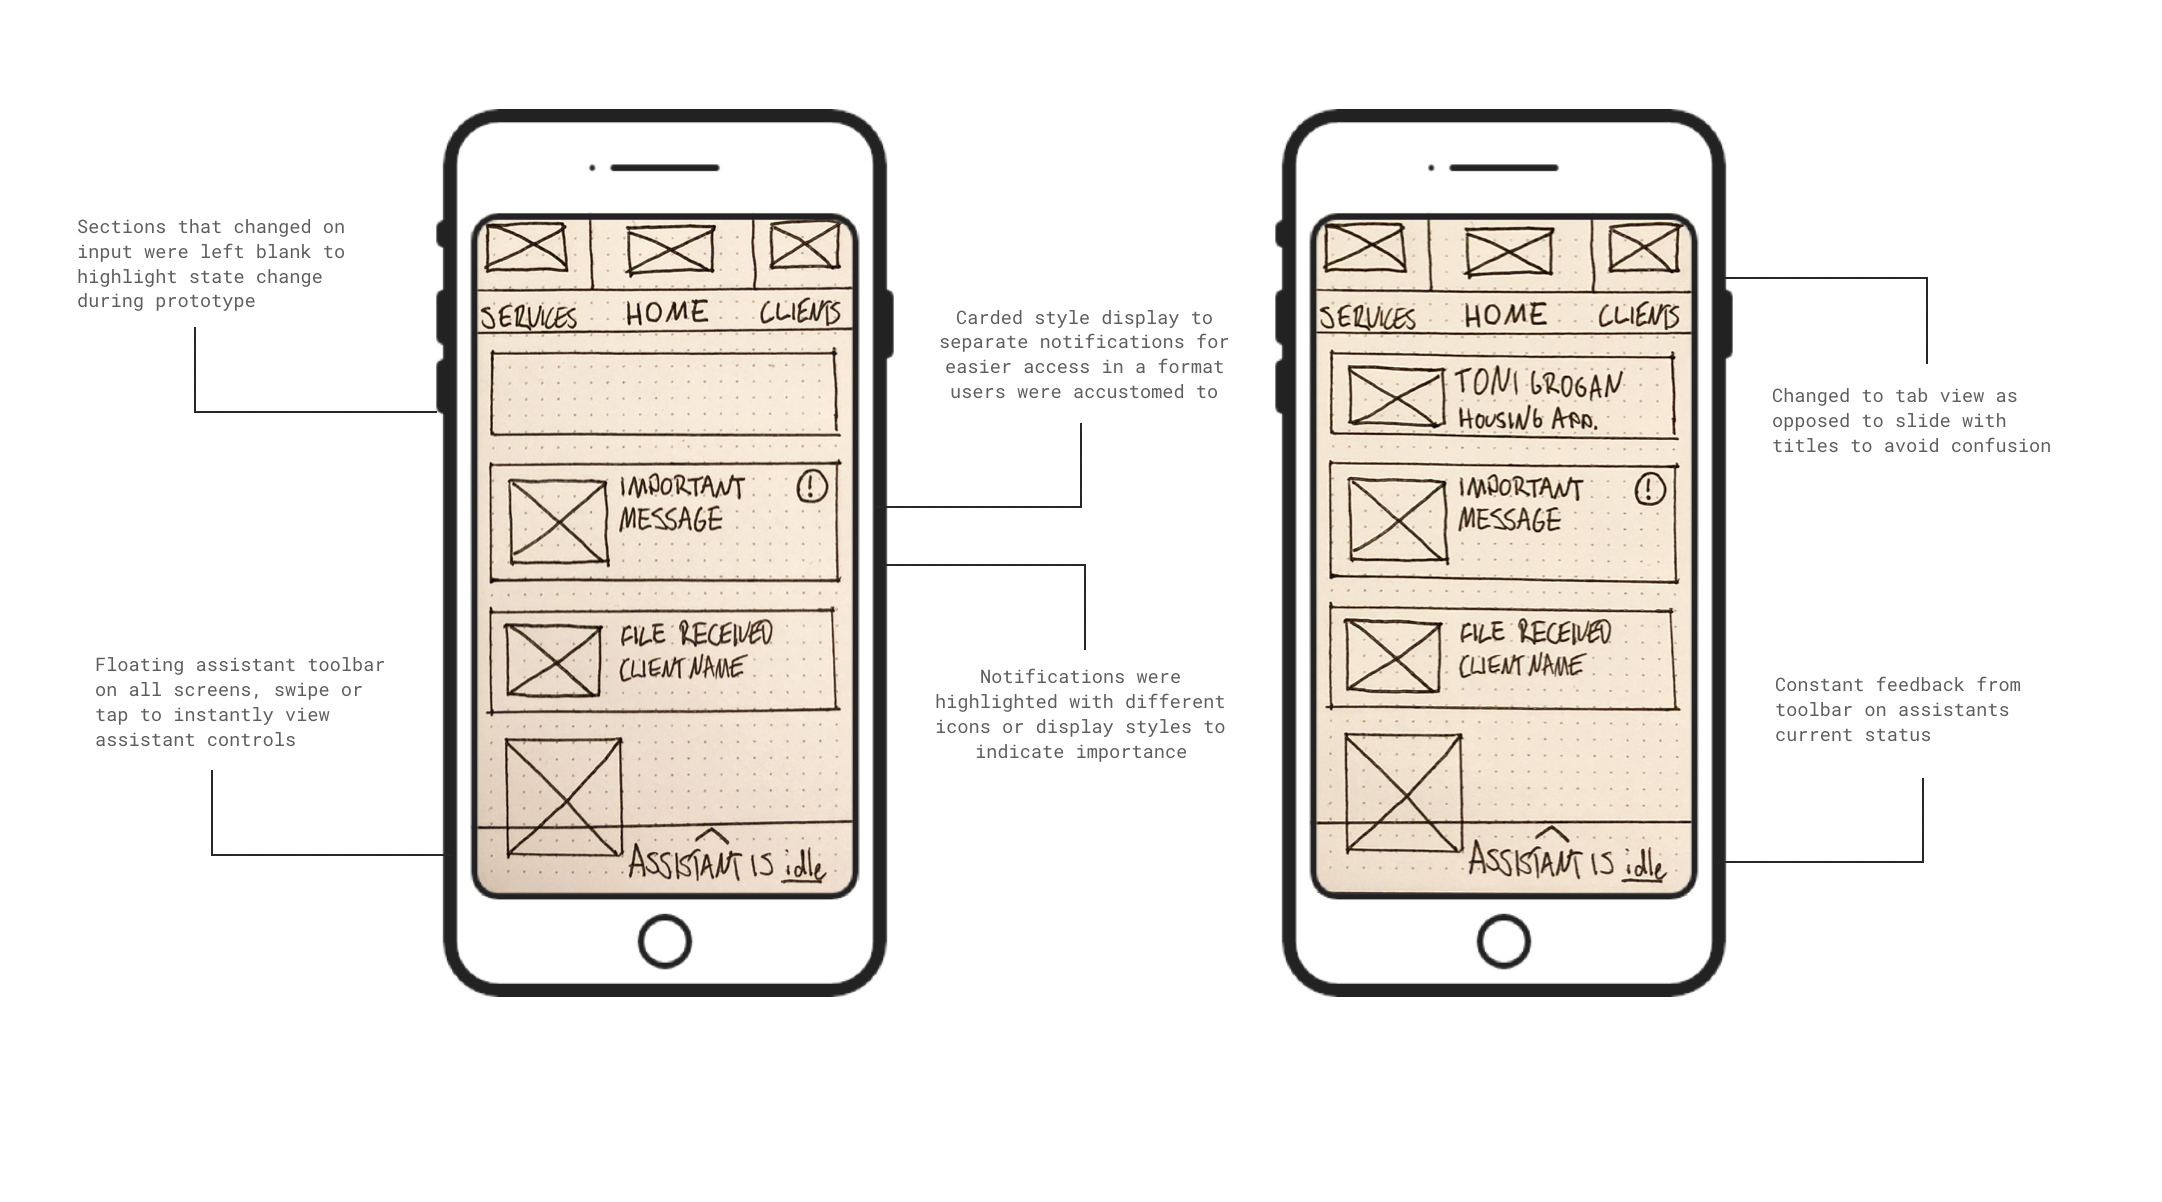 Sections that changed on
input were left blank to
highlight state change
during prototype
Floating assistant toolbar
on all screens, swipe or
tap to instantly view
assistant controls
SERVICES HOME CLIENTS
IMPORTANT
MESSAGE
!
FILE RECEIVED
CLIENT NAME
ASSISTANT IS idle
Carded style display to
separate notifications for
easier access in a format
users were accustomed to
Notifications were
highlighted with different
icons or display styles to
indicate importance
SERVICES HOME CLIENTS
TONI GROGAN
HOUSING APP.
IMPORTANT
MESSAGE
!
FILE RECEIVED
CLIENT NAME
ASSISTANT IS idle
Changed to tab view as
opposed to slide with
titles to avoid confusion
Constant feedback from
toolbar on assistants
current status